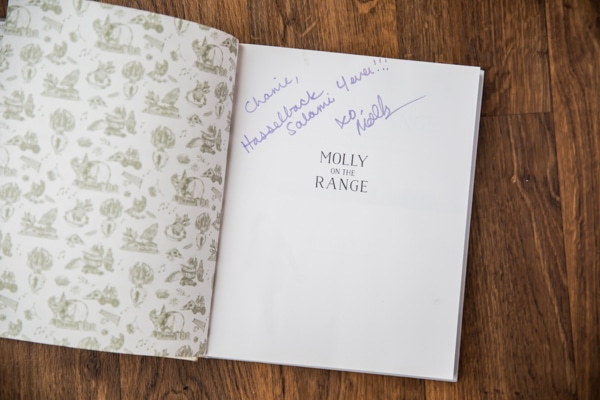 Chanie,
Hasselback
Salami 4ever!!!
xo, Molly
MOLLY
ON THE
RANGE